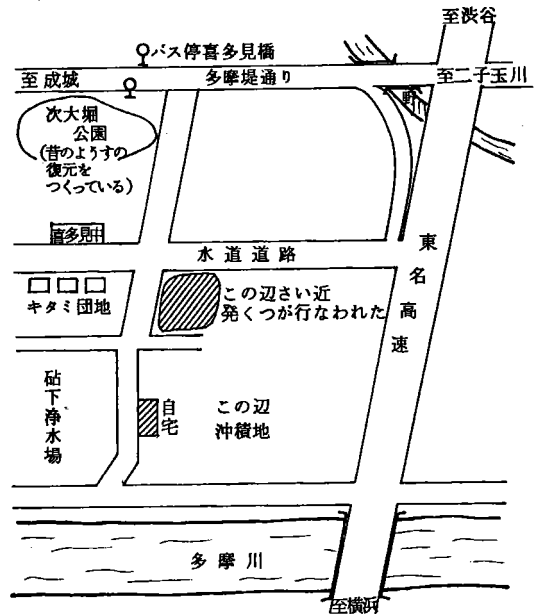 至渋谷
バス停喜多見橋
至成城
多摩堤通り
至二子玉川
野
次大堀
公園
(昔のようすの
復元を
つくっている)
喜多見中
水道道路
東名高速
キタミ団地
この辺さい近
発くつが行なわれた
砧下浄水場
自宅
この辺
沖積地
多摩川
至横浜